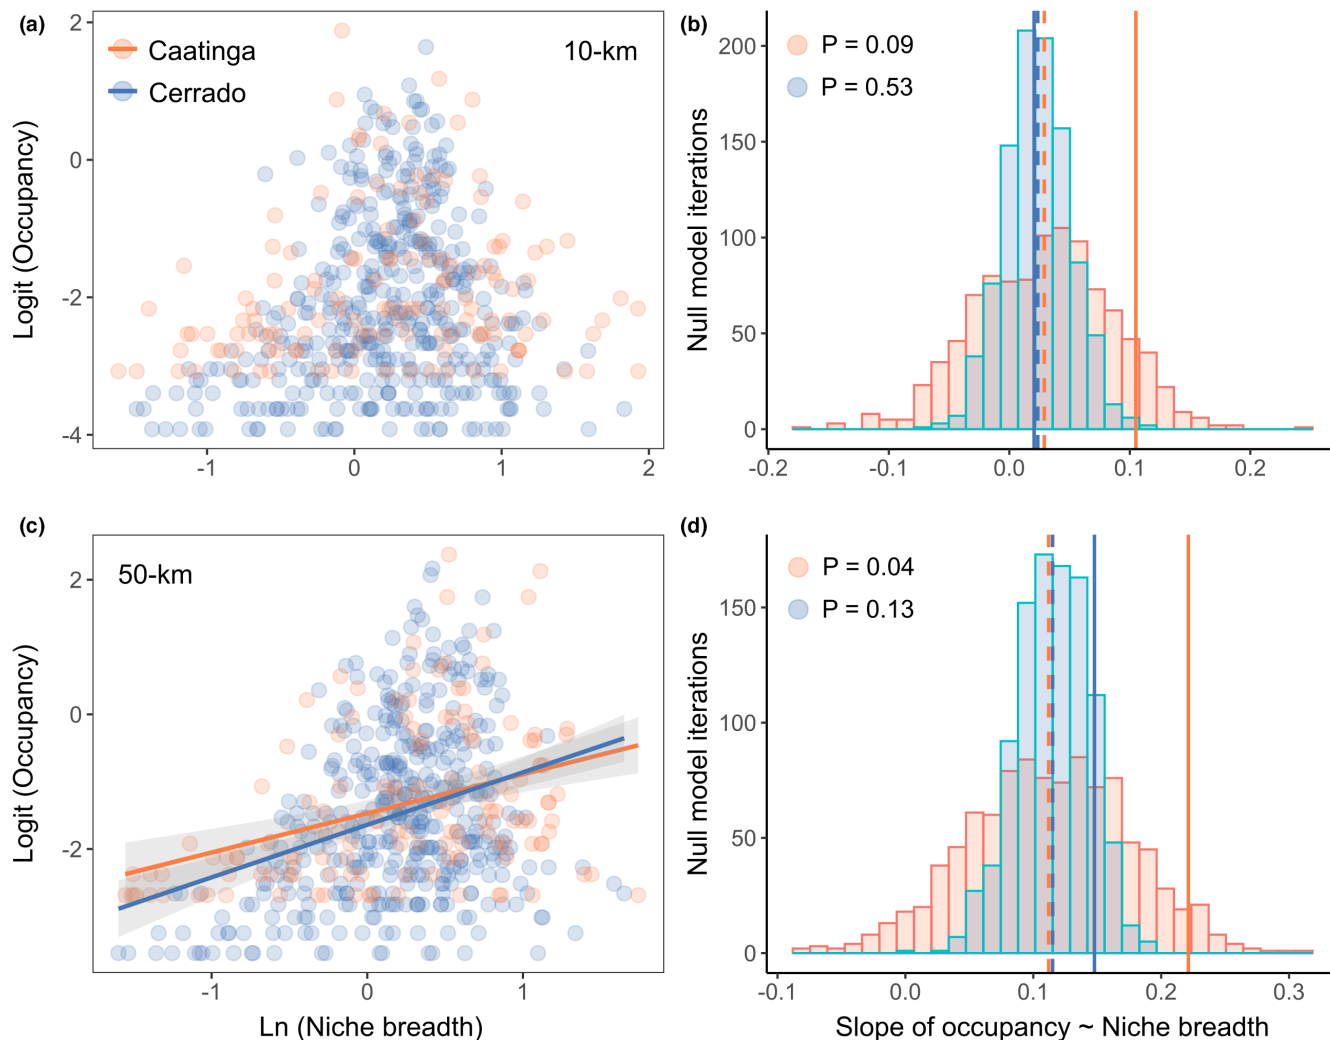 (a)
Caatinga
Cerrado
10-km
Logit (Occupancy)
2
0
-2
-4
-1
0
1
2
(b)
P = 0.09
P = 0.53
Null model iterations
200
150
100
50
0
-0.2
-0.1
0.0
0.1
0.2
(c)
50-km
Logit (Occupancy)
2
0
-2
-1
0
1
Ln (Niche breadth)
(d)
P = 0.04
P = 0.13
Null model iterations
150
100
50
0
-0.1
0.0
0.1
0.2
0.3
Slope of occupancy ~ Niche breadth